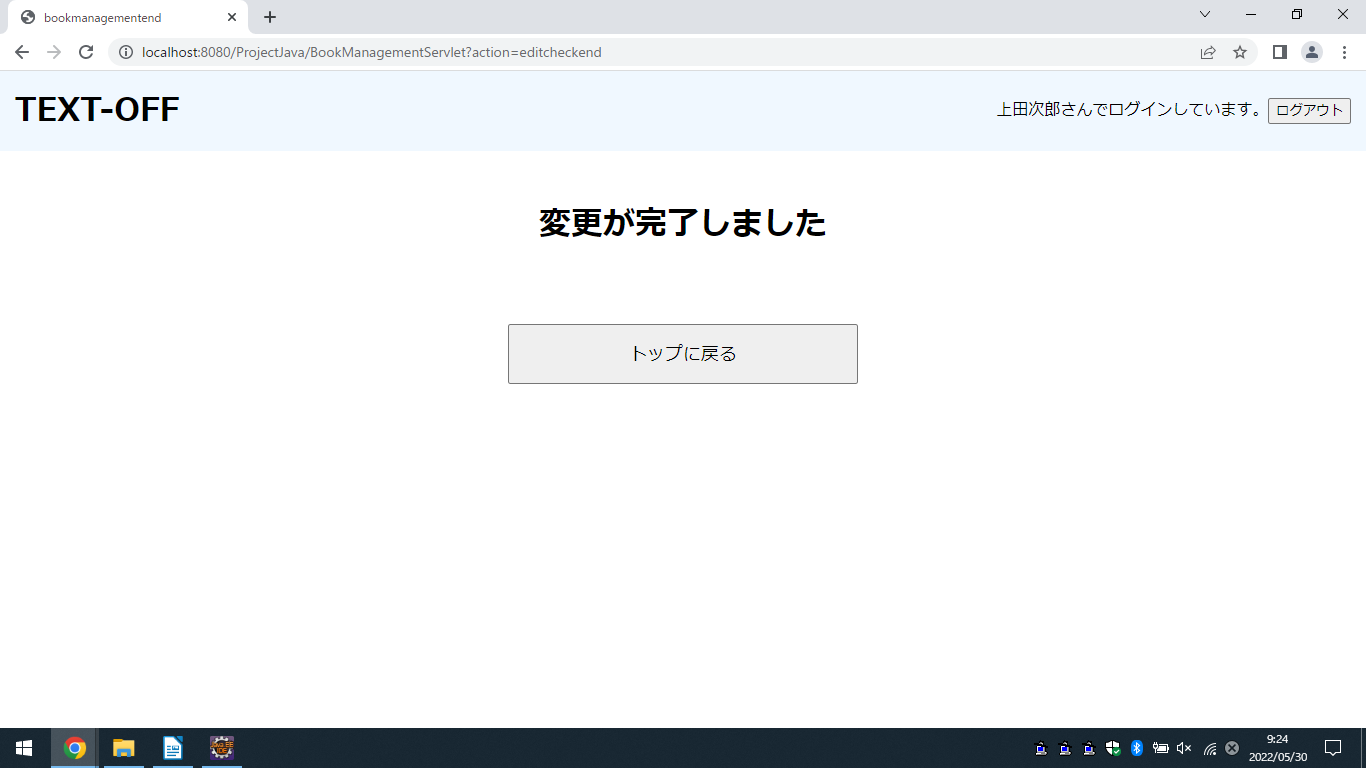 bookmanagementend
localhost:8080/ProjectJava/BookManagementServlet?action=editcheckend
TEXT-OFF
上田次郎さんでログインしています。 ログアウト
変更が完了しました
トップに戻る
9:24
2022/05/30